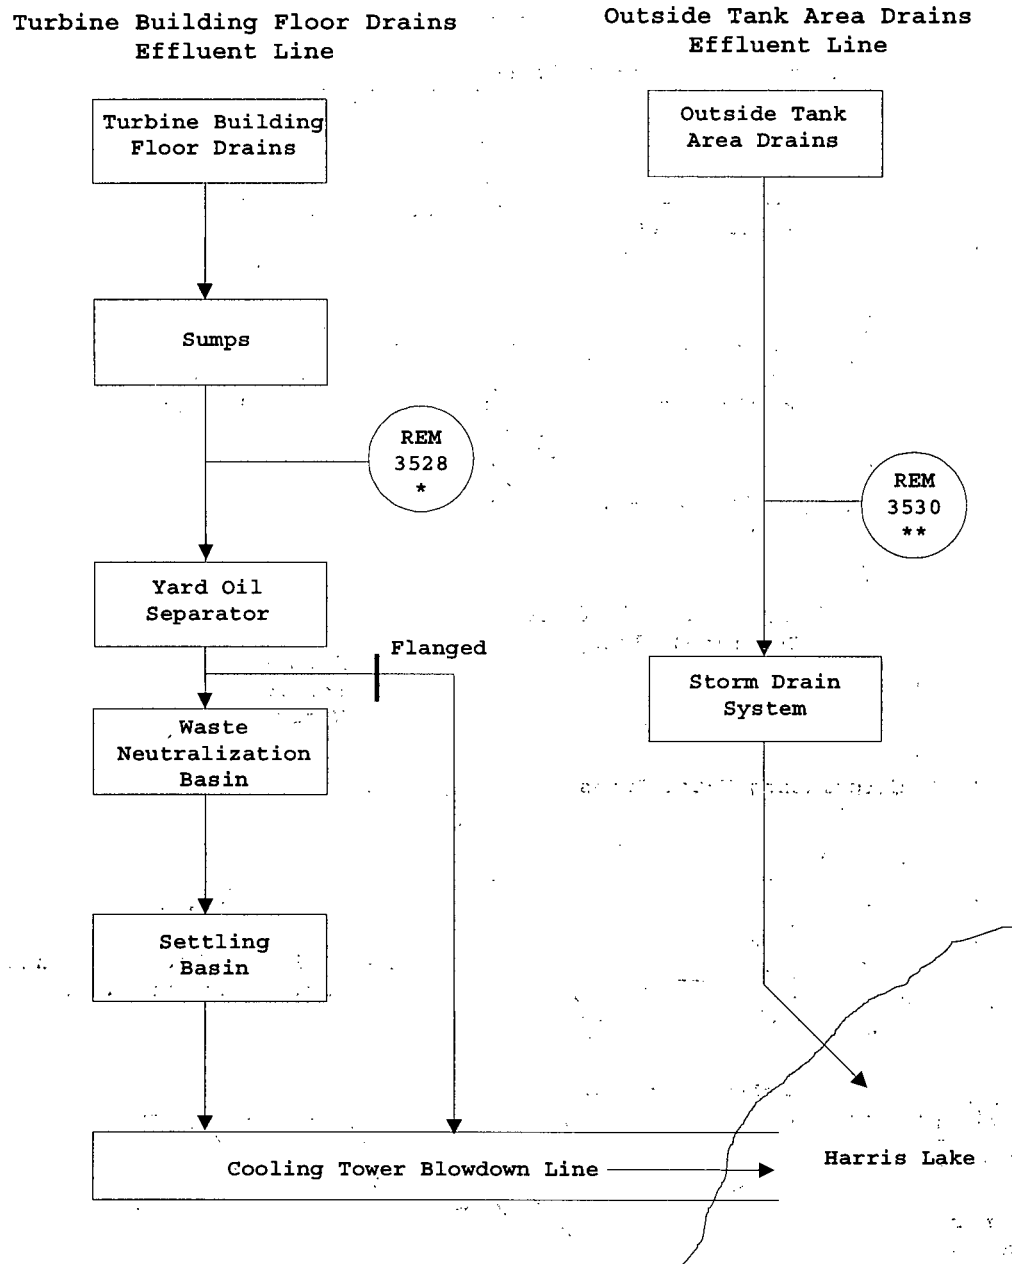 Turbine Building Floor Drains
Effluent Line
Outside Tank Area Drains
Effluent Line
Turbine Building
Floor Drains
Outside Tank
Area Drains
Sumps
REM
3528
*
REM
3530
**
Yard Oil
Separator
Flanged
Storm Drain
System
Waste
Neutralization
Basin
Settling
Basin
Cooling Tower Blowdown Line
Harris Lake